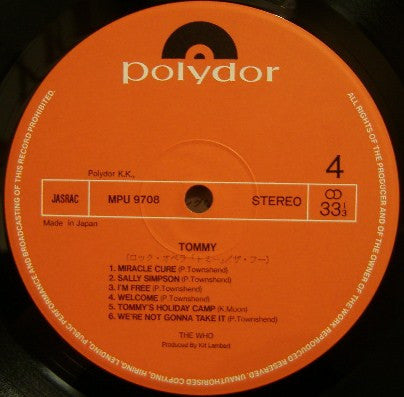 polydor
Polydor K.K.,
4
JASRAC
MPU 9708
STEREO
33 1/3
Made in Japan
TOMMY
(ロック・オペラ“トミー”/ザ・フー)
1. MIRACLE CURE (P.Townshend)
2. SALLY SIMPSON (P.Townshend)
3. I'M FREE (P.Townshend)
4. WELCOME (P.Townshend)
5. TOMMY'S HOLIDAY CAMP (K.Muon)
6. WE'RE NOT GONNA TAKE IT (P.Townshend)
THE WHO
Produced by Kit Lambert
ALL RIGHTS OF THE PRODUCER AND OF THE OWNER OF THE WORK REPRODUCED RESERVED. UNAUTHORISED COPYING, HIRING, LENDING, PUBLIC PERFORMANCE AND BROADCASTING OF THIS RECORD PROHIBITED.